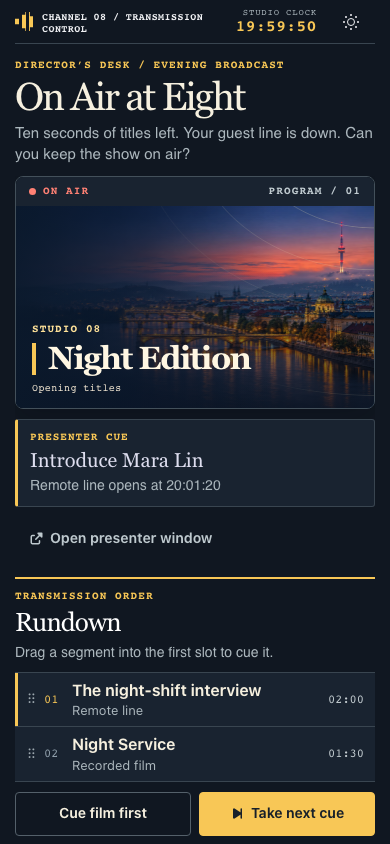 CHANNEL 08 / TRANSMISSION
CONTROL
STUDIO CLOCK
19:59:50
DIRECTOR'S DESK / EVENING BROADCAST
On Air at Eight
Ten seconds of titles left. Your guest line is down. Can
you keep the show on air?
ON AIR
PROGRAM / 01
STUDIO 08
Night Edition
Opening titles
PRESENTER CUE
Introduce Mara Lin
Remote line opens at 20:01:20
Open presenter window
TRANSMISSION ORDER
Rundown
Drag a segment into the first slot to cue it.
01
The night-shift interview
Remote line
02:00
02
Night Service
Recorded film
01:30
Cue film first
Take next cue